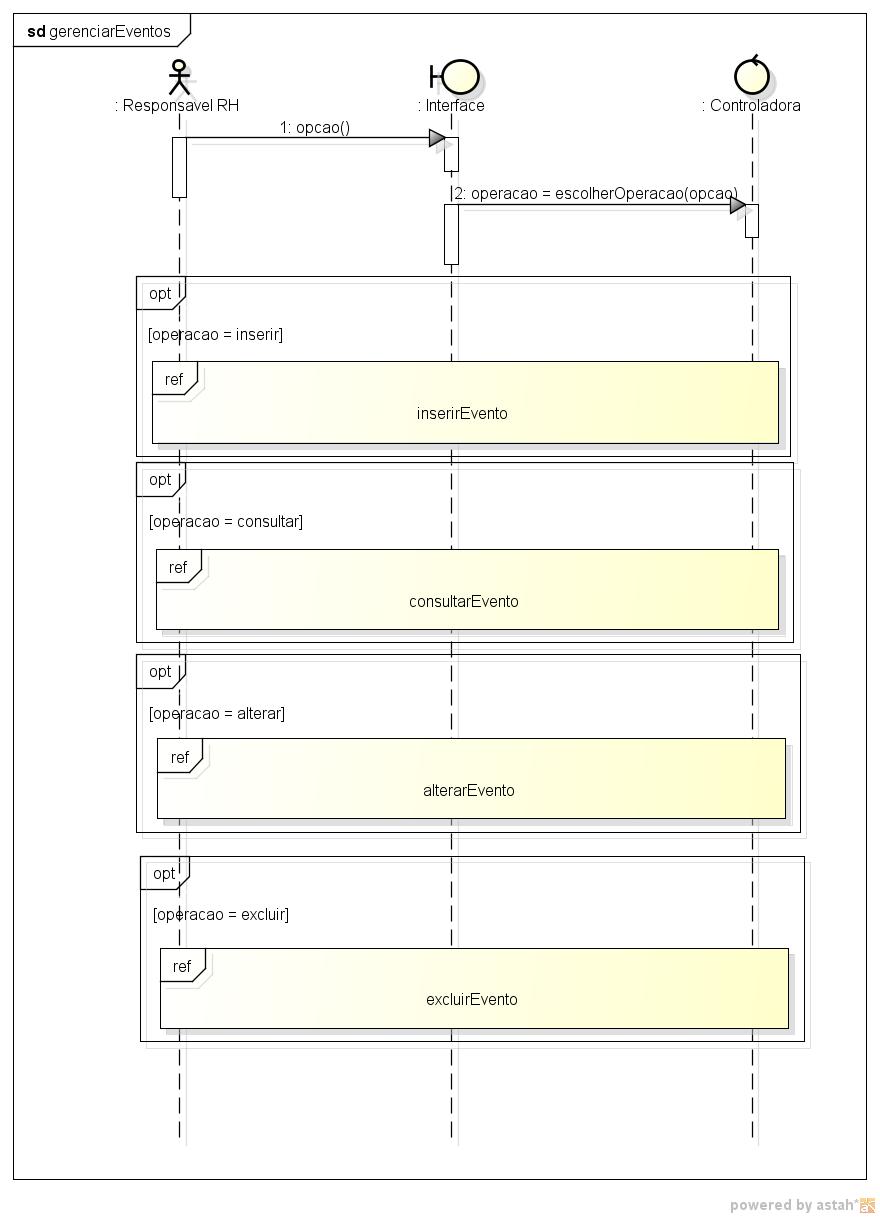 sd gerenciarEventos
: Responsavel RH
: Interface
: Controladora
1: opcao()
2: operacao = escolherOperacao(opcao)
opt
[operacao = inserir]
ref
inserirEvento
opt
[operacao = consultar]
ref
consultarEvento
opt
[operacao = alterar]
ref
alterarEvento
opt
[operacao = excluir]
ref
excluirEvento
powered by astah*